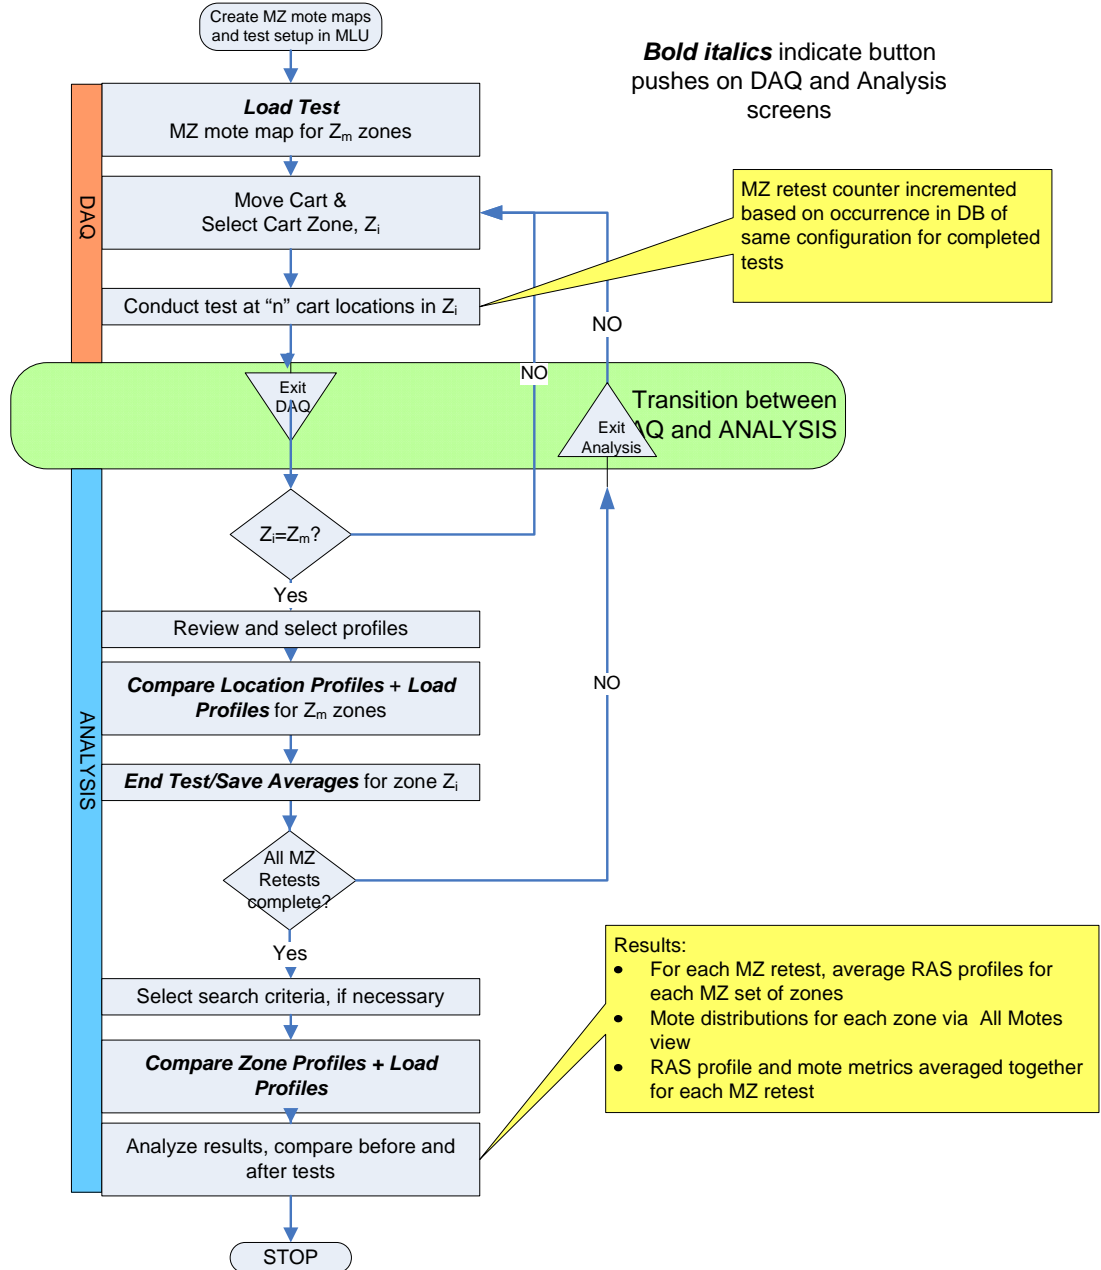 Create MZ mote maps
and test setup in MLU
Bold italics indicate button
pushes on DAQ and Analysis
screens
DAQ
Load Test
MZ mote map for Zm zones
Move Cart &
Select Cart Zone, Zi
MZ retest counter incremented
based on occurrence in DB of
same configuration for completed
tests
Conduct test at “n” cart locations in Zi
NO
NO
Exit
DAQ
Transition between
AQ and ANALYSIS
Exit
Analysis
Zi=Zm?
Yes
ANALYSIS
Review and select profiles
Compare Location Profiles + Load
Profiles for Zm zones
NO
End Test/Save Averages for zone Zi
All MZ
Retests
complete?
Yes
Select search criteria, if necessary
Compare Zone Profiles + Load
Profiles
Analyze results, compare before and
after tests
Results:
• For each MZ retest, average RAS profiles for
each MZ set of zones
• Mote distributions for each zone via All Motes
view
• RAS profile and mote metrics averaged together
for each MZ retest
STOP